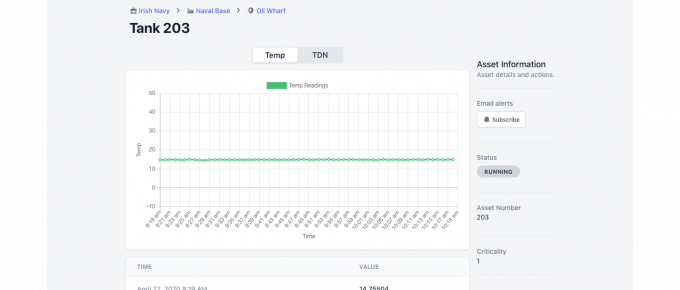 Irish Navy > Naval Base > Oil Wharf
Tank 203
Temp TDN
Asset Information
Asset details and actions.
Temp Readings
50
40
30
20
10
0
-10
Temp
9:19 am 9:21 am 9:23 am 9:25 am 9:27 am 9:29 am 9:31 am 9:33 am 9:35 am 9:37 am 9:39 am 9:41 am 9:43 am 9:45 am 9:47 am 9:49 am 9:51 am 9:53 am 9:55 am 9:57 am 9:59 am 10:01 am 10:03 am 10:05 am 10:07 am 10:09 am 10:11 am 10:13 am 10:15 am 10:17 am 10:19 am
Time
Email alerts
Subscribe
Status
RUNNING
Asset Number
203
Criticality
1
TIME VALUE
April 22, 2020 9:29 AM 14.75504